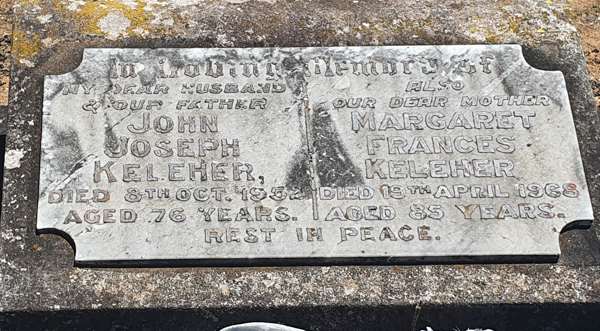 In Loving Memory of
MY DEAR HUSBAND
& OUR FATHER
JOHN
JOSEPH
KELEHER,
DIED 8TH OCT. 1952
AGED 76 YEARS.
ALSO
OUR DEAR MOTHER
MARGARET
FRANCES
KELEHER
DIED 19TH APRIL 1968
AGED 85 YEARS.
REST IN PEACE.